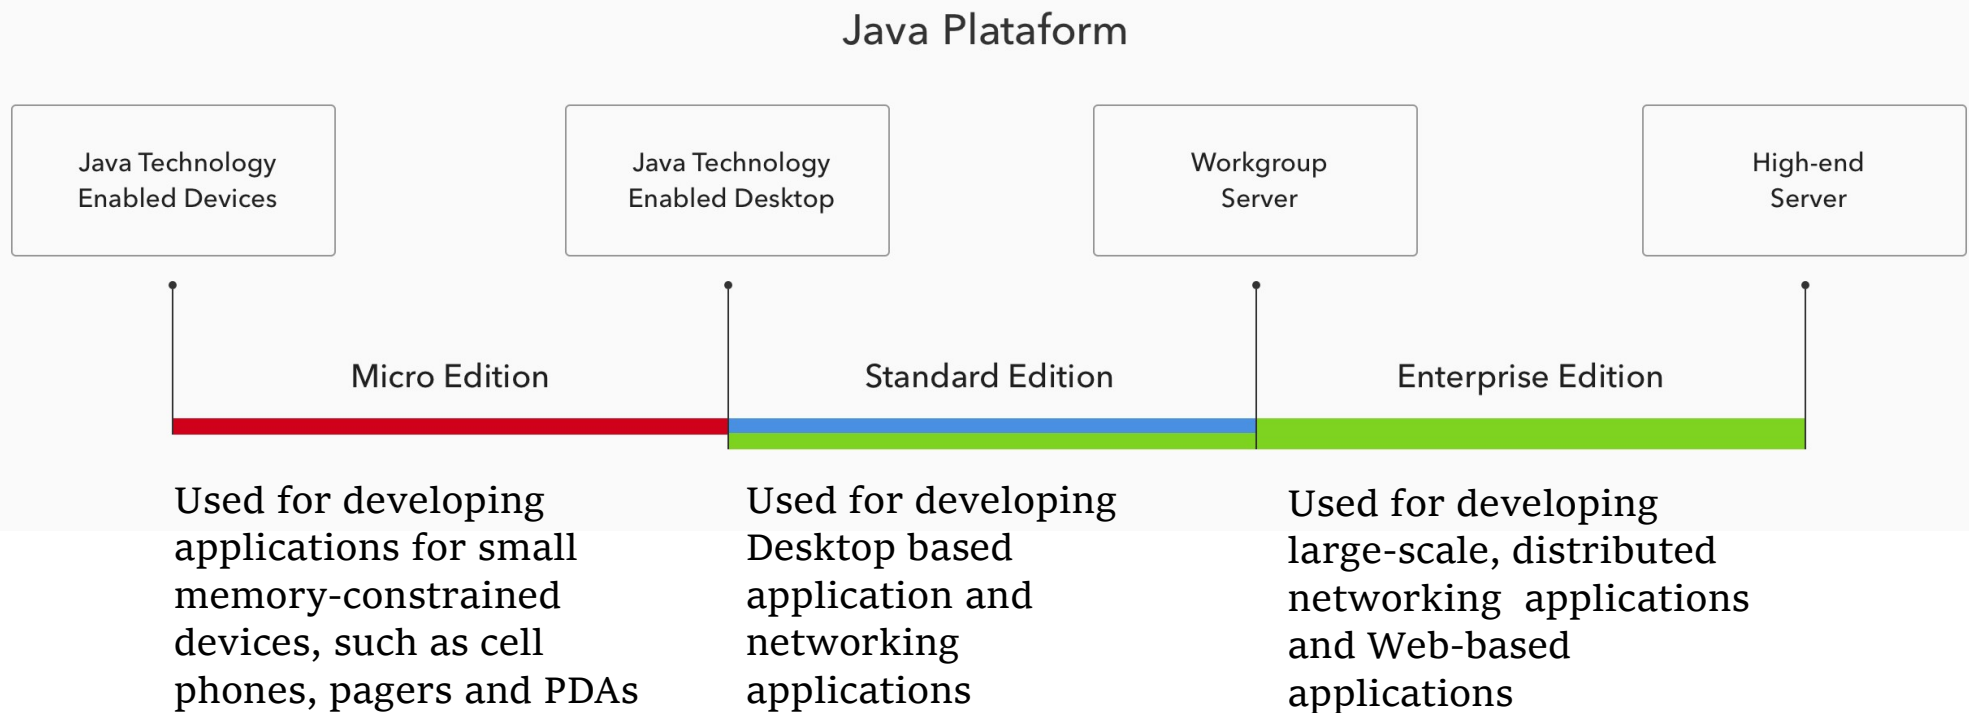 Java Plataform
Java Technology
Enabled Devices
Java Technology
Enabled Desktop
Workgroup
Server
High-end
Server
Micro Edition
Standard Edition
Enterprise Edition
Used for developing
applications for small
memory-constrained
devices, such as cell
phones, pagers and PDAs
Used for developing
Desktop based
application and
networking
applications
Used for developing
large-scale, distributed
networking  applications
and Web-based
applications